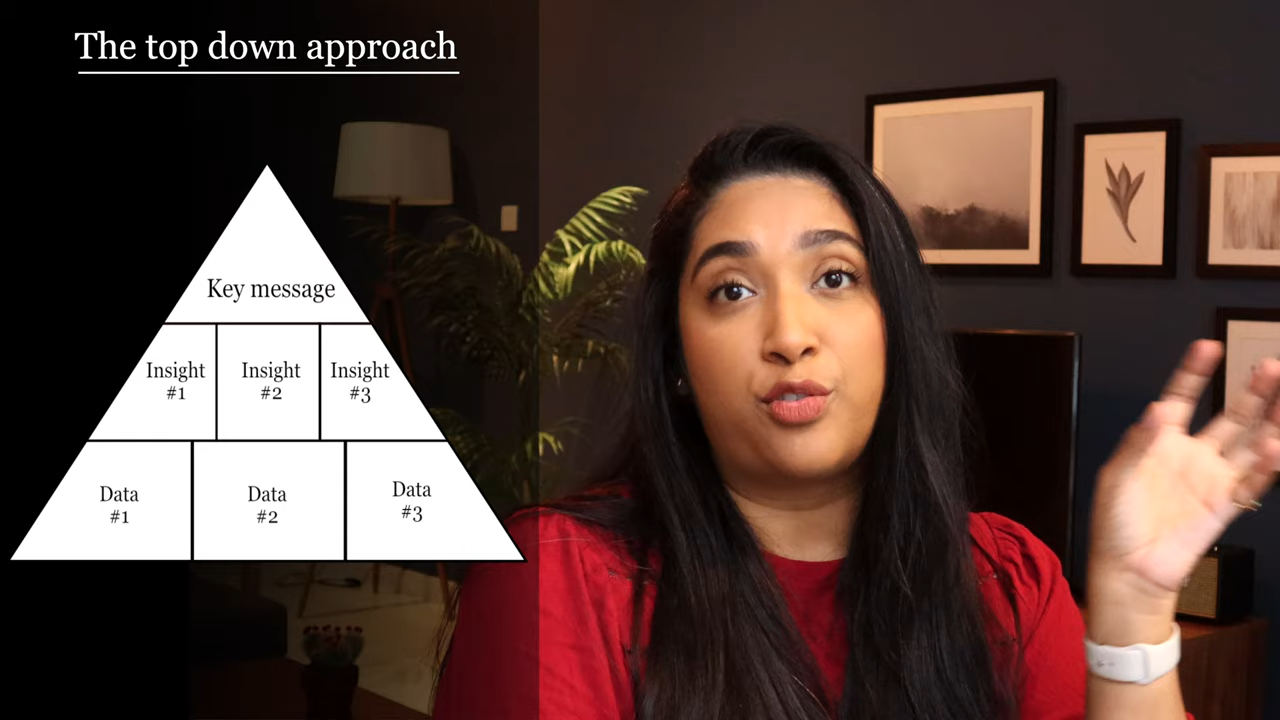 The top down approach
Key message
Insight
#1
Insight
#2
Insight
#3
Data
#1
Data
#2
Data
#3